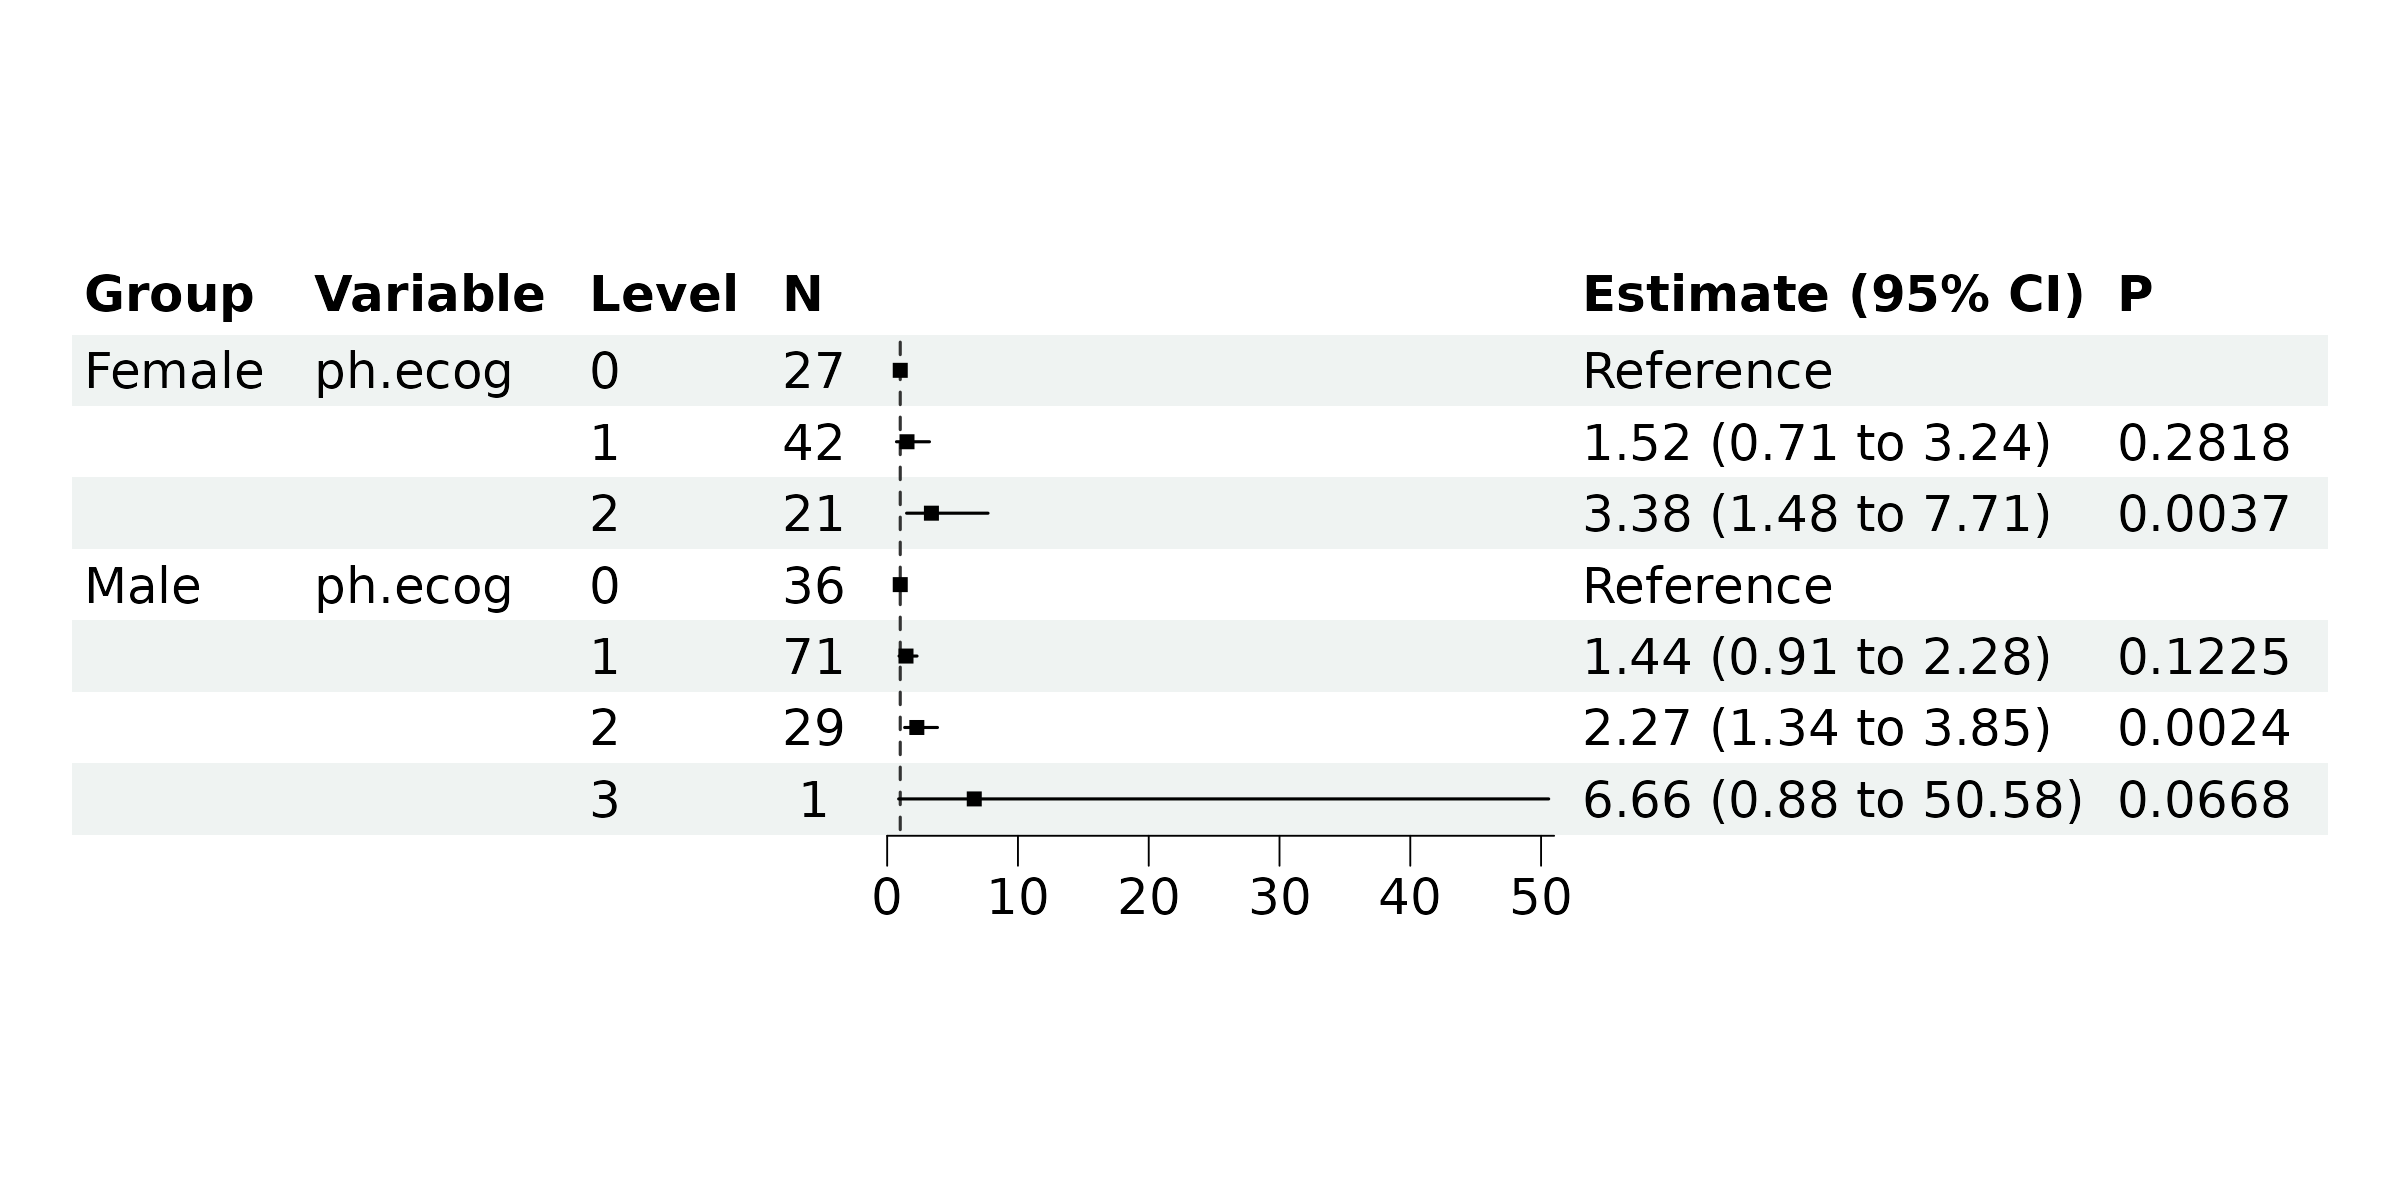 Group Variable Level N Estimate (95% CI) P
Female ph.ecog 0 27 Reference
1 42 1.52 (0.71 to 3.24) 0.2818
2 21 3.38 (1.48 to 7.71) 0.0037
Male ph.ecog 0 36 Reference
1 71 1.44 (0.91 to 2.28) 0.1225
2 29 2.27 (1.34 to 3.85) 0.0024
3 1 6.66 (0.88 to 50.58) 0.0668
0 10 20 30 40 50